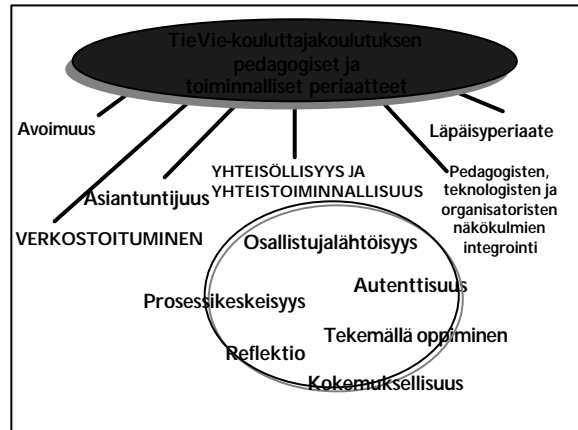 TieVie-kouluttajakoulutuksen
pedagogiset ja
toiminnalliset periaatteet
Avoimuus
Läpäisyperiaate
Asiantuntijuus
YHTEISÖLLISYYS JA
YHTEISTOIMINNALLISUUS
Pedagogisten,
teknologisten ja
organisatoristen
näkökulmien
integrointi
VERKOSTOITUMINEN
Osallistujalähtöisyys
Autenttisuus
Prosessikeskeisyys
Tekemällä oppiminen
Reflektio
Kokemuksellisuus